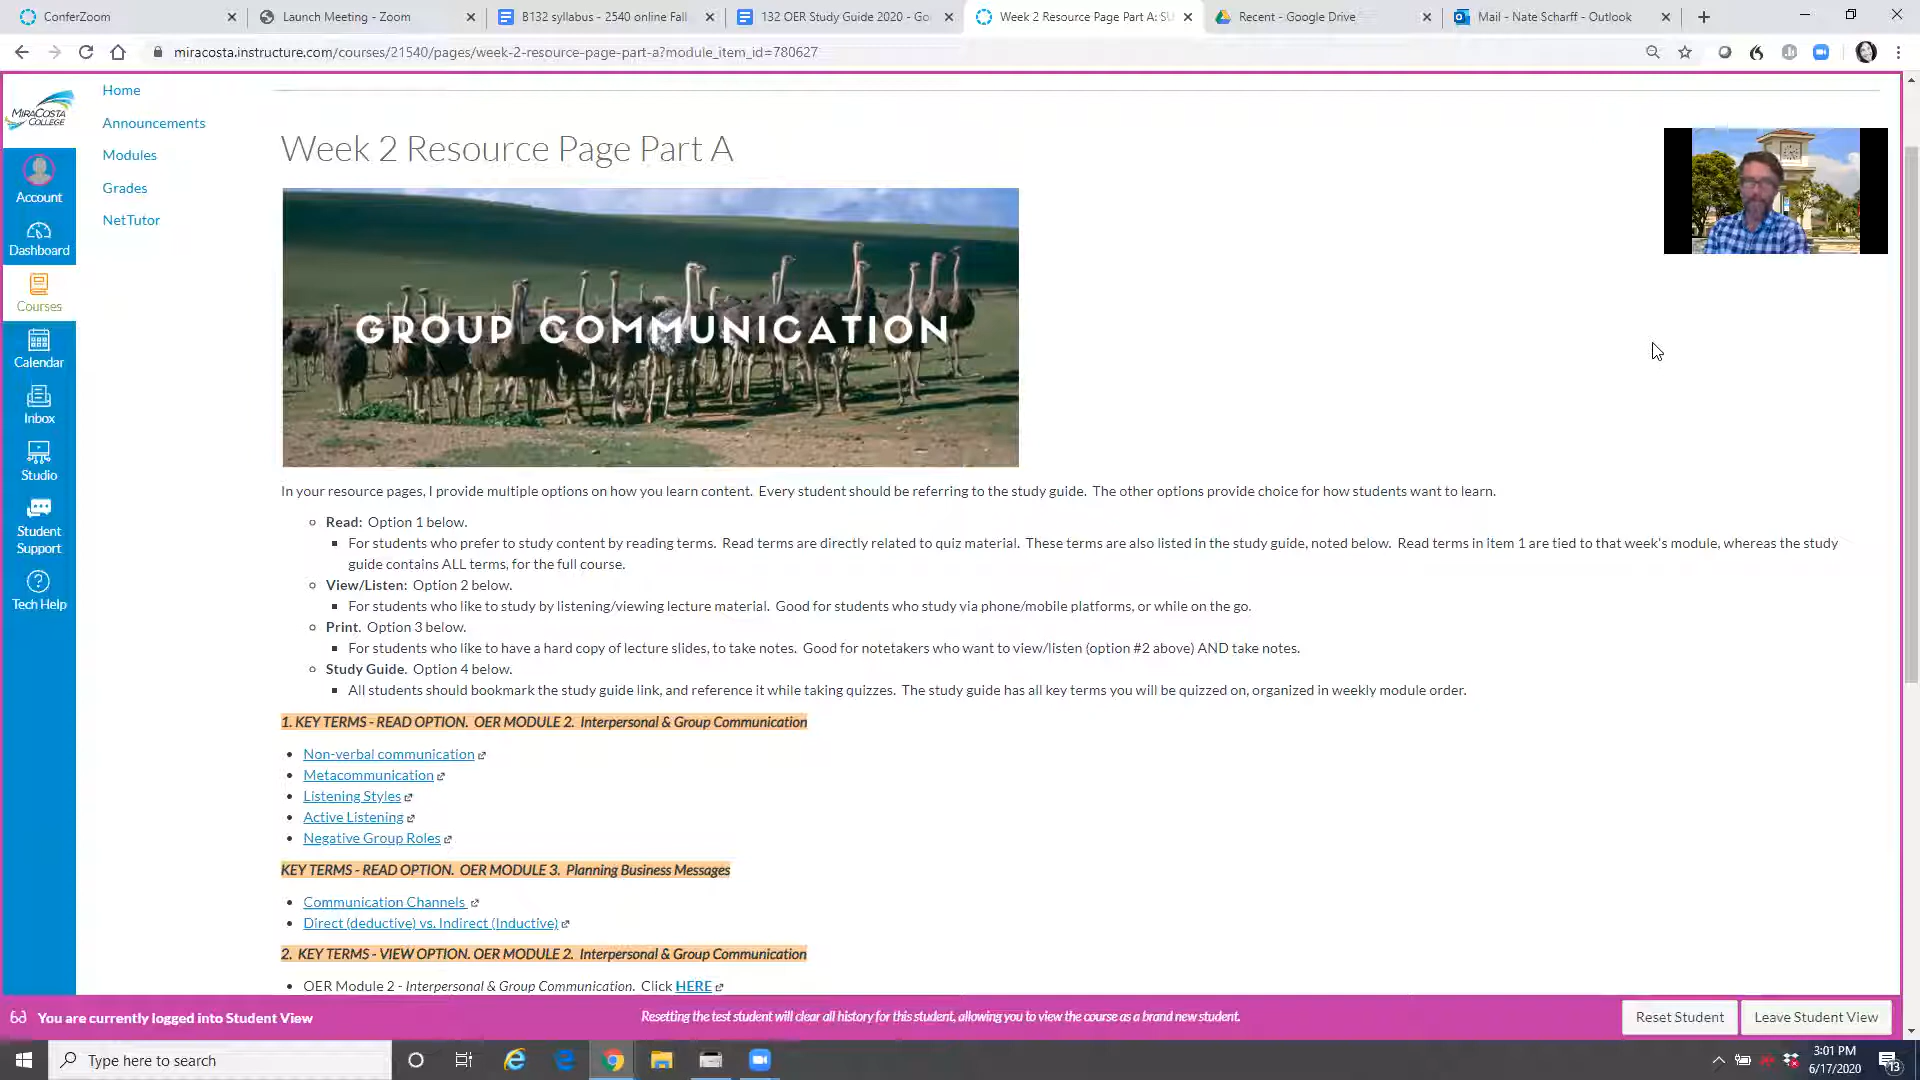 ConferZoom
Launch Meeting - Zoom
B132 syllabus - 2540 online Fall
132 OER Study Guide 2020 - Go
Week 2 Resource Page Part A: SU
Recent - Google Drive
Mail - Nate Scharff - Outlook
miracosta.instructure.com/courses/21540/pages/week-2-resource-page-part-a?module_item_id=780627
MIRACOSTA
COLLEGE
Account
Dashboard
Courses
Calendar
Inbox
Studio
Student
Support
Tech Help
Home
Announcements
Modules
Grades
NetTutor
Week 2 Resource Page Part A
GROUP COMMUNICATION
In your resource pages, I provide multiple options on how you learn content.  Every student should be referring to the study guide.  The other options provide choice for how students want to learn.
Read:  Option 1 below.
For students who prefer to study content by reading terms.  Read terms are directly related to quiz material.  These terms are also listed in the study guide, noted below.  Read terms in item 1 are tied to that week's module, whereas the study
guide contains ALL terms, for the full course.
View/Listen:  Option 2 below.
For students who like to study by listening/viewing lecture material.  Good for students who study via phone/mobile platforms, or while on the go.
Print.  Option 3 below.
For students who like to have a hard copy of lecture slides, to take notes.  Good for notetakers who want to view/listen (option #2 above) AND take notes.
Study Guide.  Option 4 below.
All students should bookmark the study guide link, and reference it while taking quizzes.  The study guide has all key terms you will be quizzed on, organized in weekly module order.
1. KEY TERMS - READ OPTION.  OER MODULE 2.  Interpersonal & Group Communication
Non-verbal communication
Metacommunication
Listening Styles
Active Listening
Negative Group Roles
KEY TERMS - READ OPTION.  OER MODULE 3.  Planning Business Messages
Communication Channels
Direct (deductive) vs. Indirect (Inductive)
2.  KEY TERMS - VIEW OPTION. OER MODULE 2.  Interpersonal & Group Communication
OER Module 2 - Interpersonal & Group Communication.  Click HERE
You are currently logged into Student View
Resetting the test student will clear all history for this student, allowing you to view the course as a brand new student.
Reset Student
Leave Student View
Type here to search
3:01 PM
6/17/2020
13